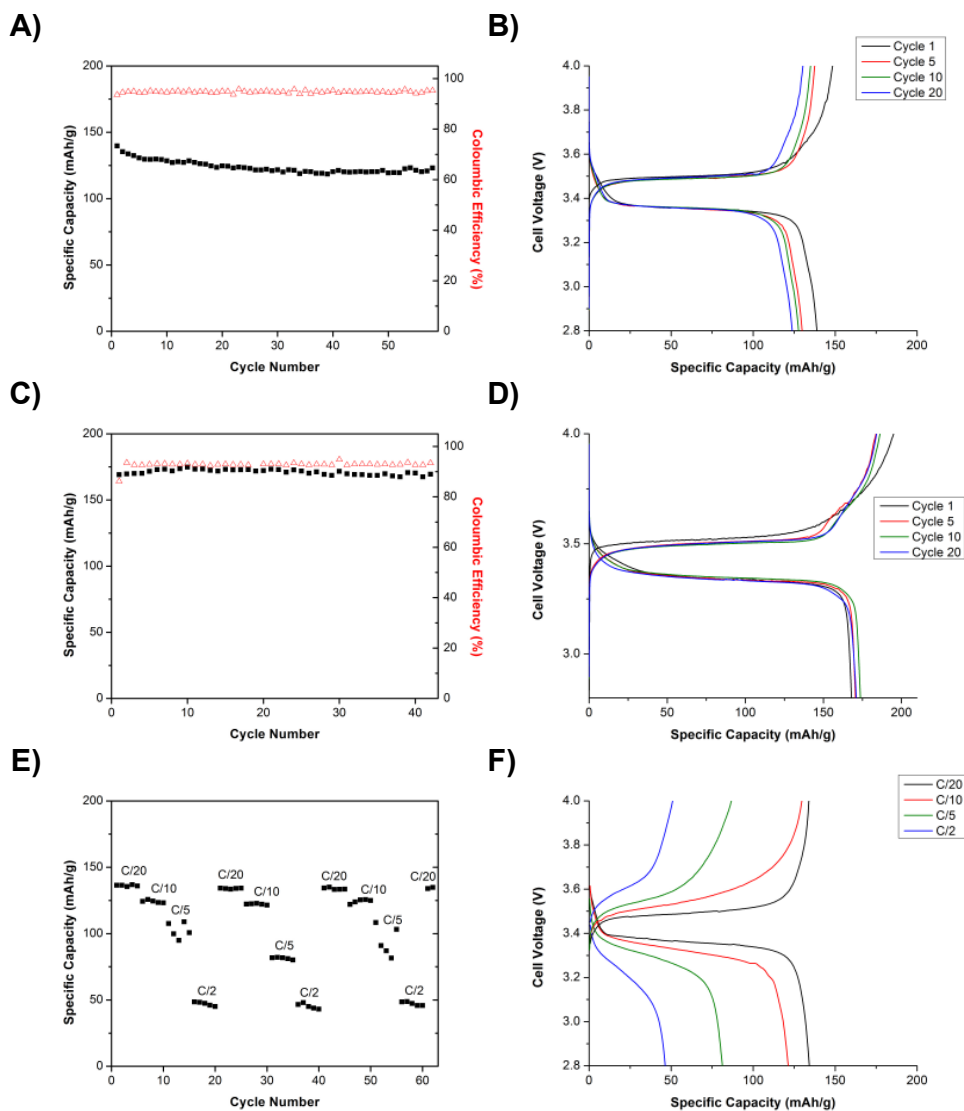 A)
200
150
100
50
0
Specific Capacity (mAh/g)
0
10
20
30
40
50
Cycle Number
100
80
60
40
20
0
Coloumbic Efficiency (%)
B)
Cycle 1
Cycle 5
Cycle 10
Cycle 20
4.0
3.8
3.6
3.4
3.2
3.0
2.8
Cell Voltage (V)
0
50
100
150
200
Specific Capacity (mAh/g)
C)
200
150
100
50
0
Specific Capacity (mAh/g)
0
10
20
30
40
Cycle Number
100
80
60
40
20
0
Coloumbic Efficiency (%)
D)
Cycle 1
Cycle 5
Cycle 10
Cycle 20
4.0
3.5
3.0
Cell Voltage (V)
0
50
100
150
200
Specific Capacity (mAh/g)
E)
200
150
100
50
0
Specific Capacity (mAh/g)
C/20
C/10
C/5
C/2
C/20
C/10
C/5
C/2
C/20
C/10
C/5
C/2
C/20
0
10
20
30
40
50
60
Cycle Number
F)
C/20
C/10
C/5
C/2
4.0
3.8
3.6
3.4
3.2
3.0
2.8
Cell Voltage (V)
0
50
100
150
200
Specific Capacity (mAh/g)